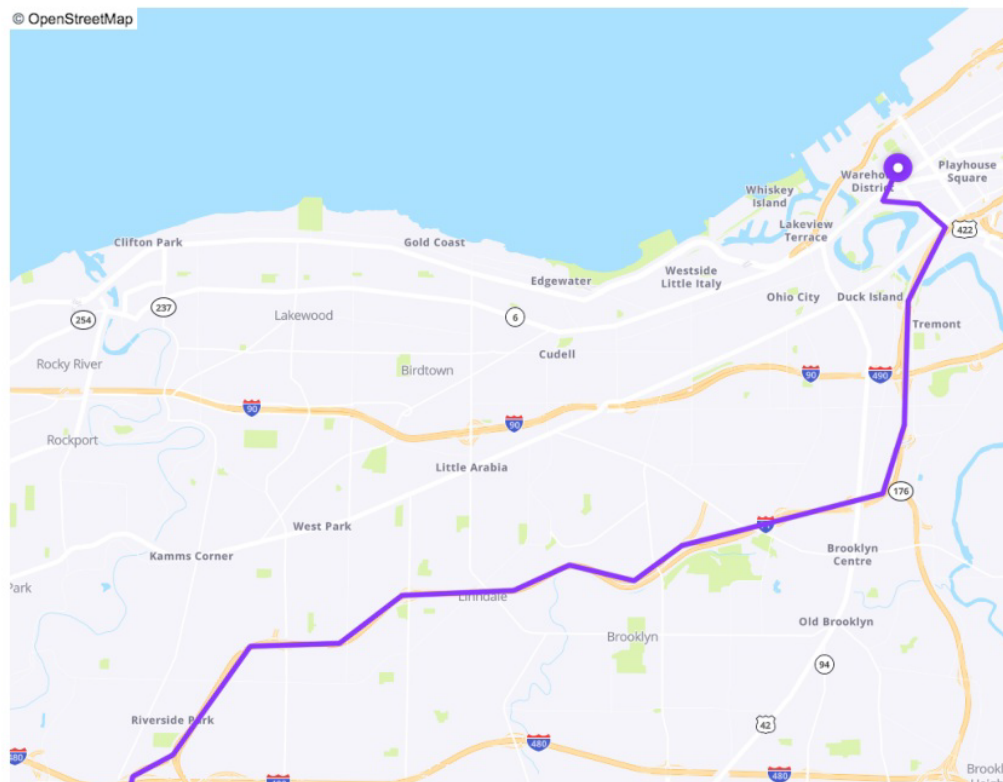 © OpenStreetMap
Playhouse
Square
Wareho
District
Whiskey
Island
Lakeview
Terrace
422
Clifton Park
Gold Coast
Edgewater
Westside
Little Italy
Ohio City
Duck Island
237
254
Lakewood
6
Tremont
Cudell
Rocky River
Birdtown
90
490
90
90
Rockport
Little Arabia
176
West Park
Kamms Corner
Brooklyn
Centre
Park
Linndale
Brooklyn
Old Brooklyn
94
Riverside Park
42
480
480
480
Brookl